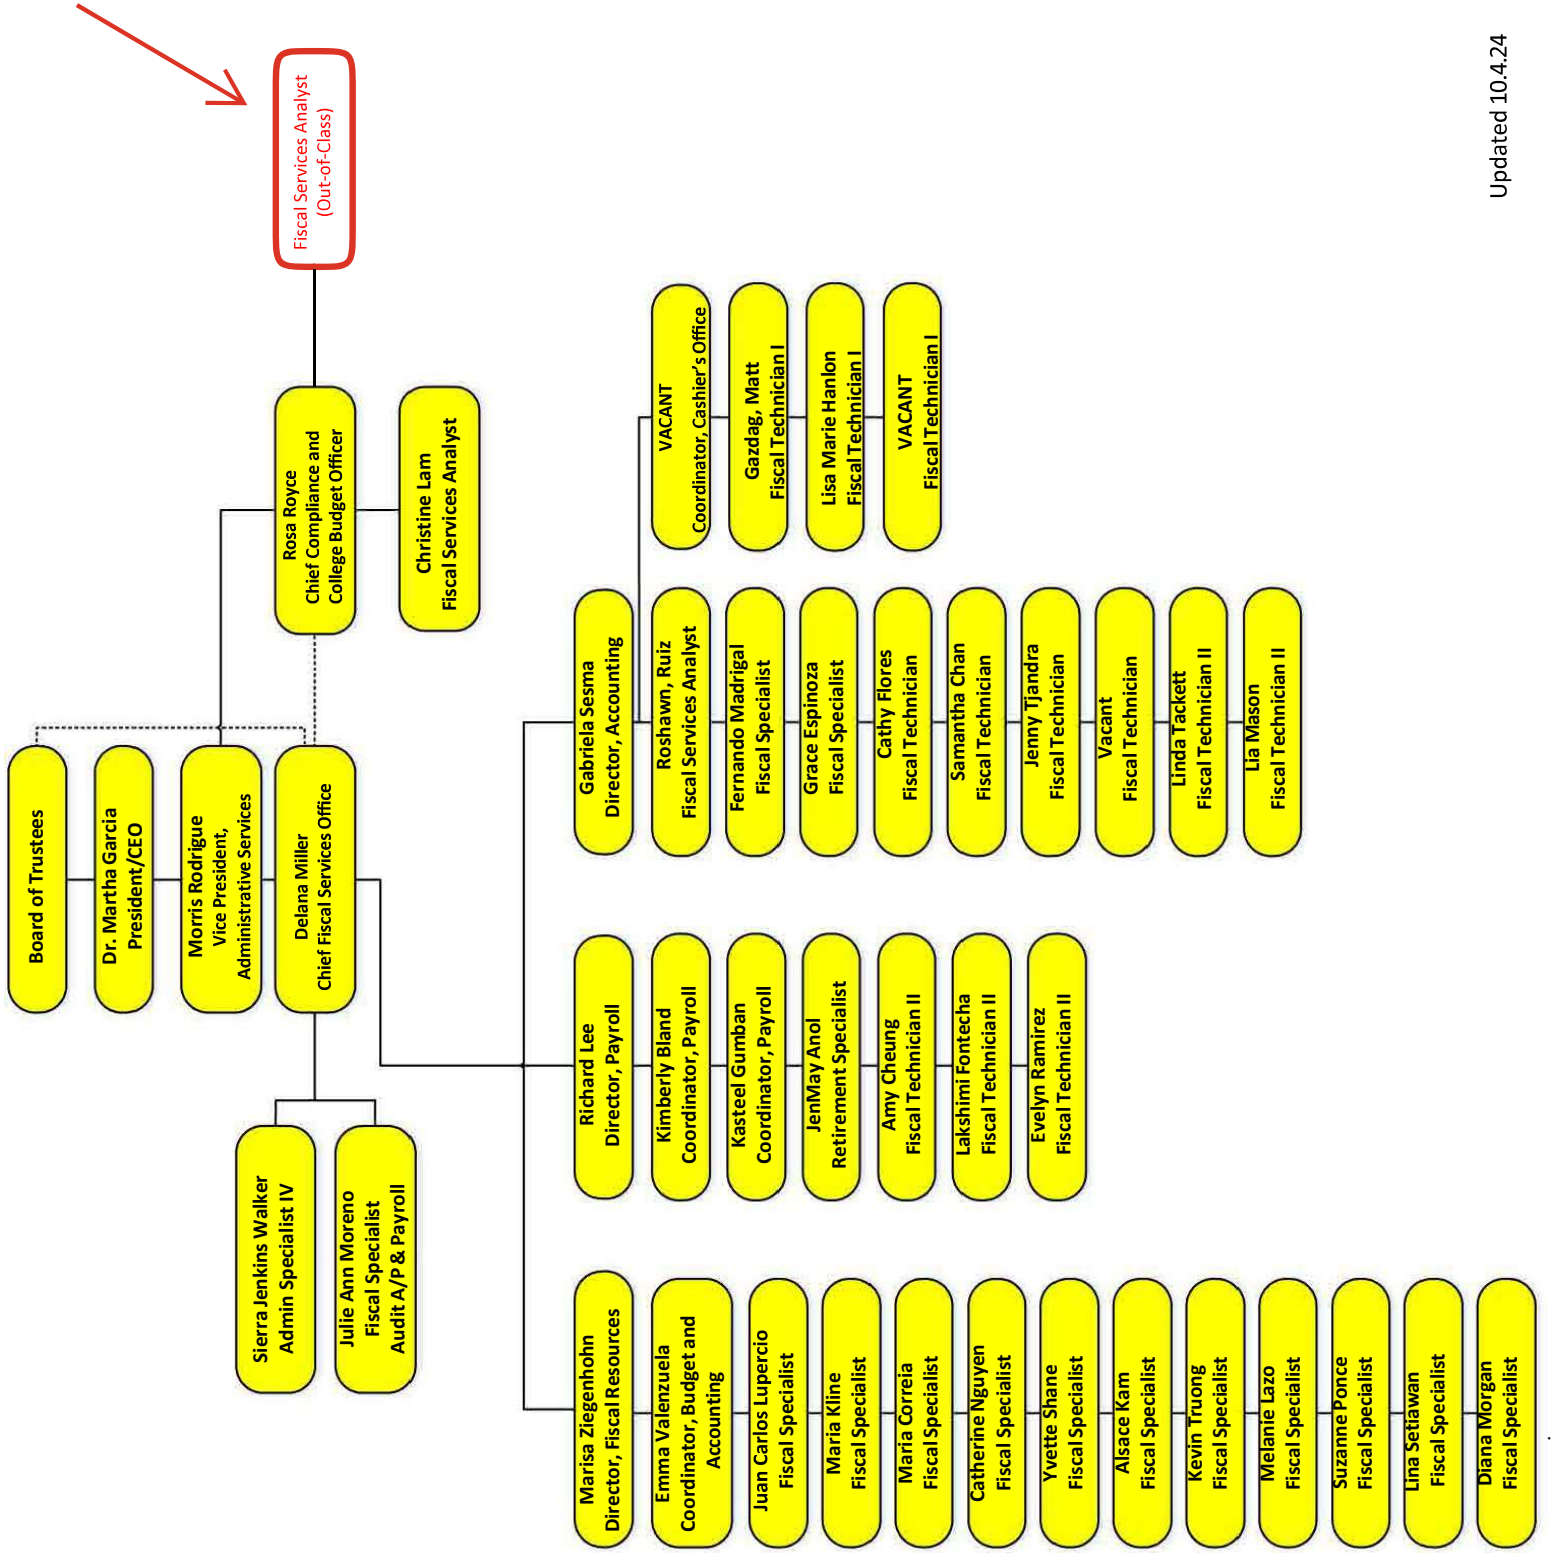 Board of Trustees
Dr. Martha Garcia
President/CEO
Morris Rodrigue
Vice President,
Administrative Services
Delana Miller
Chief Fiscal Services Office
Sierra Jenkins Walker
Admin Specialist IV
Julie Ann Moreno
Fiscal Specialist
Audit A/P & Payroll
Rosa Royce
Chief Compliance and
College Budget Officer
Christine Lam
Fiscal Services Analyst
Fiscal Services Analyst
(Out-of-Class)
Marisa Ziegenhohn
Director, Fiscal Resources
Emma Valenzuela
Coordinator, Budget and
Accounting
Juan Carlos Lupercio
Fiscal Specialist
Maria Kline
Fiscal Specialist
Maria Correia
Fiscal Specialist
Catherine Nguyen
Fiscal Specialist
Yvette Shane
Fiscal Specialist
Alsace Kam
Fiscal Specialist
Kevin Truong
Fiscal Specialist
Melanie Lazo
Fiscal Specialist
Suzanne Ponce
Fiscal Specialist
Lina Setiawan
Fiscal Specialist
Diana Morgan
Fiscal Specialist
Richard Lee
Director, Payroll
Kimberly Bland
Coordinator, Payroll
Kasteel Gumban
Coordinator, Payroll
JenMay Anol
Retirement Specialist
Amy Cheung
Fiscal Technician II
Lakshimi Fontecha
Fiscal Technician II
Evelyn Ramirez
Fiscal Technician II
Gabriela Sesma
Director, Accounting
Roshawn, Ruiz
Fiscal Services Analyst
Fernando Madrigal
Fiscal Specialist
Grace Espinoza
Fiscal Specialist
Cathy Flores
Fiscal Technician
Samantha Chan
Fiscal Technician
Jenny Tjandra
Fiscal Technician
Vacant
Fiscal Technician
Linda Tackett
Fiscal Technician II
Lia Mason
Fiscal Technician II
VACANT
Coordinator, Cashier's Office
Gazdag, Matt
Fiscal Technician I
Lisa Marie Hanlon
Fiscal Technician I
VACANT
Fiscal Technician I
Updated 10.4.24